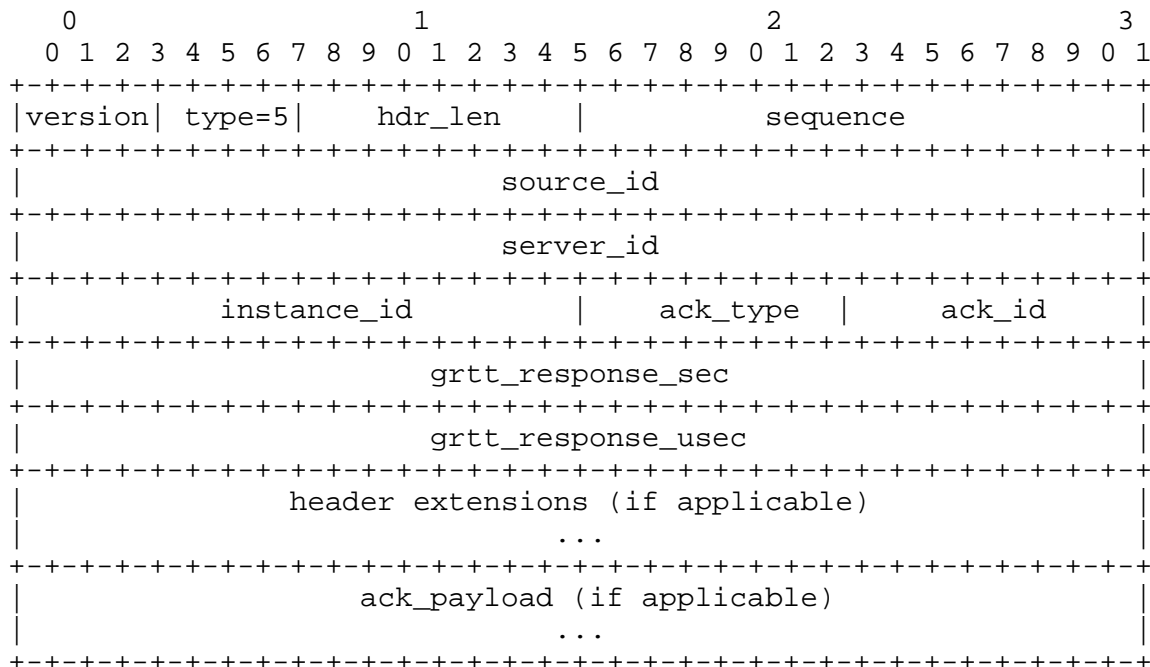 0 1 2 3
0 1 2 3 4 5 6 7 8 9 0 1 2 3 4 5 6 7 8 9 0 1 2 3 4 5 6 7 8 9 0 1
+-+-+-+-+-+-+-+-+-+-+-+-+-+-+-+-+-+-+-+-+-+-+-+-+-+-+-+-+-+-+-+-+
|version| type=5| hdr_len | sequence |
+-+-+-+-+-+-+-+-+-+-+-+-+-+-+-+-+-+-+-+-+-+-+-+-+-+-+-+-+-+-+-+-+
| source_id |
+-+-+-+-+-+-+-+-+-+-+-+-+-+-+-+-+-+-+-+-+-+-+-+-+-+-+-+-+-+-+-+-+
| server_id |
+-+-+-+-+-+-+-+-+-+-+-+-+-+-+-+-+-+-+-+-+-+-+-+-+-+-+-+-+-+-+-+-+
| instance_id | ack_type | ack_id |
+-+-+-+-+-+-+-+-+-+-+-+-+-+-+-+-+-+-+-+-+-+-+-+-+-+-+-+-+-+-+-+-+
| grtt_response_sec |
+-+-+-+-+-+-+-+-+-+-+-+-+-+-+-+-+-+-+-+-+-+-+-+-+-+-+-+-+-+-+-+-+
| grtt_response_usec |
+-+-+-+-+-+-+-+-+-+-+-+-+-+-+-+-+-+-+-+-+-+-+-+-+-+-+-+-+-+-+-+-+
| header extensions (if applicable) |
| ... |
+-+-+-+-+-+-+-+-+-+-+-+-+-+-+-+-+-+-+-+-+-+-+-+-+-+-+-+-+-+-+-+-+
| ack_payload (if applicable) |
| ... |
+-+-+-+-+-+-+-+-+-+-+-+-+-+-+-+-+-+-+-+-+-+-+-+-+-+-+-+-+-+-+-+-+